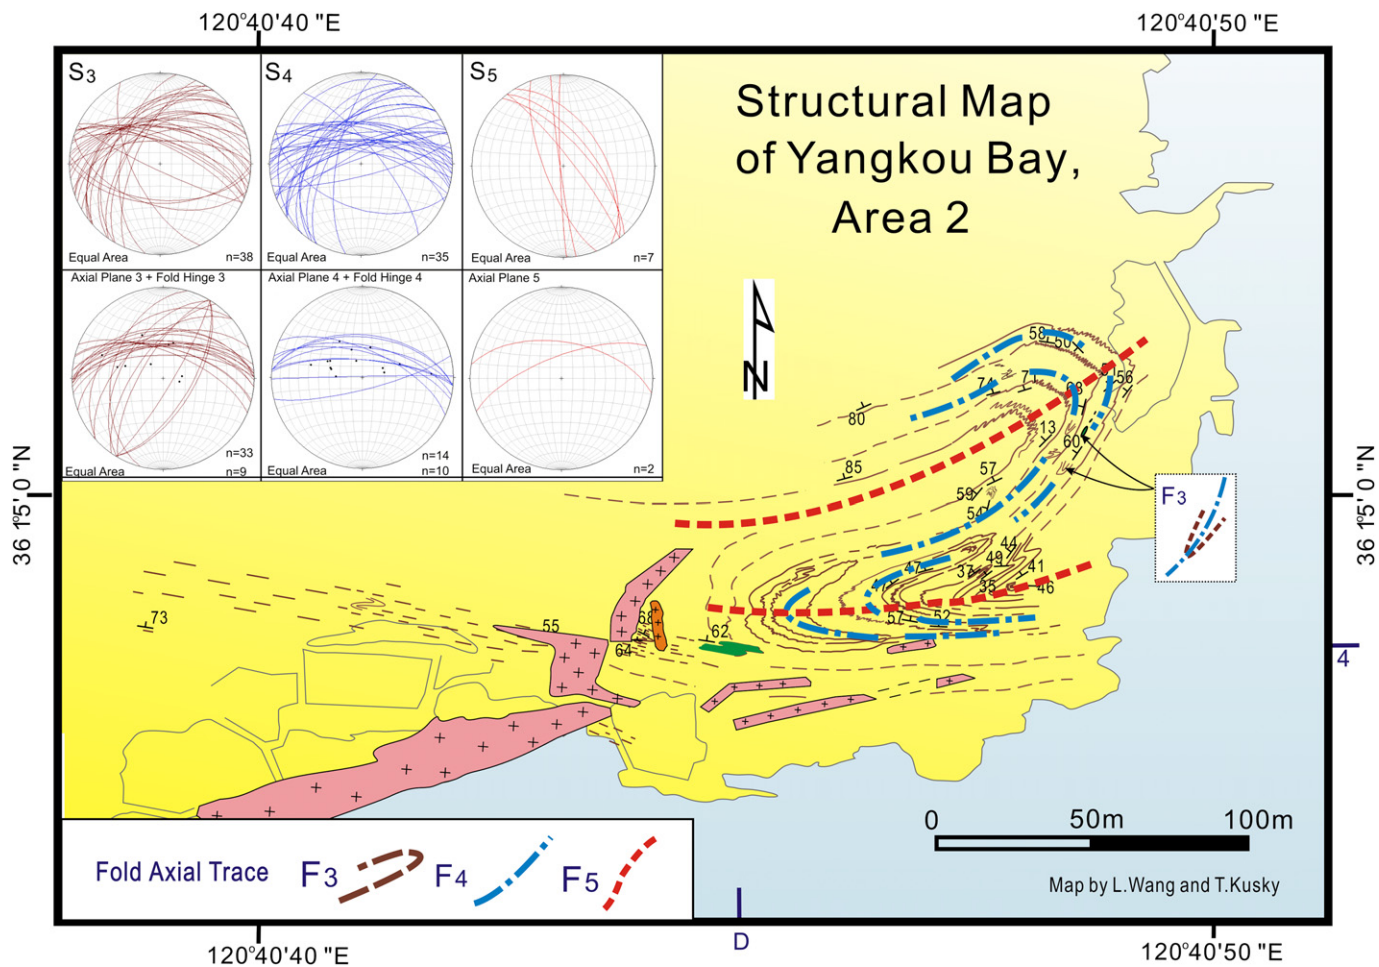 120°40'40 "E
120°40'50 "E
S3
S4
S5
Equal Area
n=38
Equal Area
n=35
Equal Area
n=7
Axial Plane 3 + Fold Hinge 3
Axial Plane 4 + Fold Hinge 4
Axial Plane 5
n=33
Equal Area
n=9
n=14
Equal Area
n=10
Equal Area
n=2
Structural Map
of Yangkou Bay,
Area 2
N
36 1°5', 0 "N
36 1°5', 0 "N
58
50
74
56
80
13
60
85
57
59
54
F3
44
49
47
37
41
35
46
73
55
68
64
62
57
52
4
0
50m
100m
Fold Axial Trace
F3
F4
F5
Map by L.Wang and T.Kusky
D
120°40'40 "E
120°40'50 "E